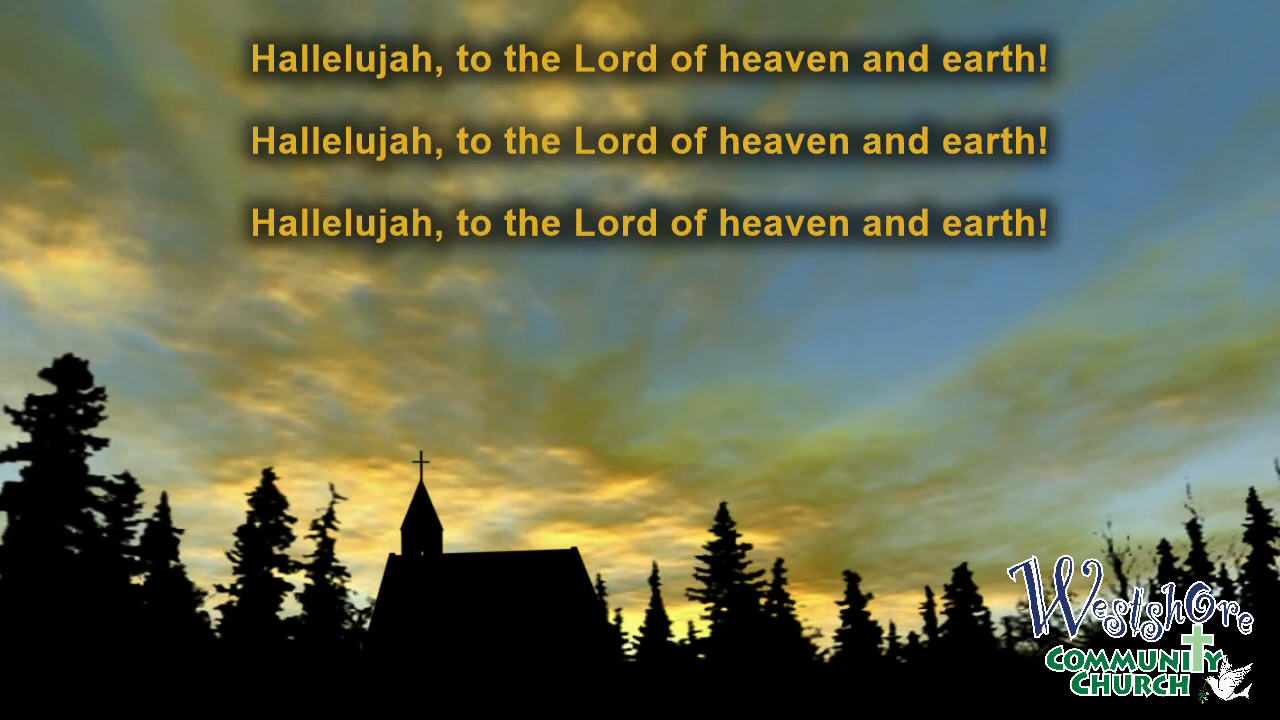 Hallelujah, to the Lord of heaven and earth!
Hallelujah, to the Lord of heaven and earth!
Hallelujah, to the Lord of heaven and earth!
Westshore
COMMUNITY
CHURCH